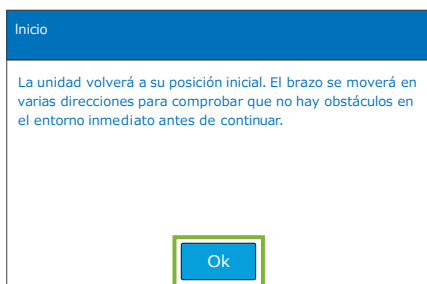 Inicio
La unidad volverá a su posición inicial. El brazo se moverá en
varias direcciones para comprobar que no hay obstáculos en
el entorno inmediato antes de continuar.
Ok